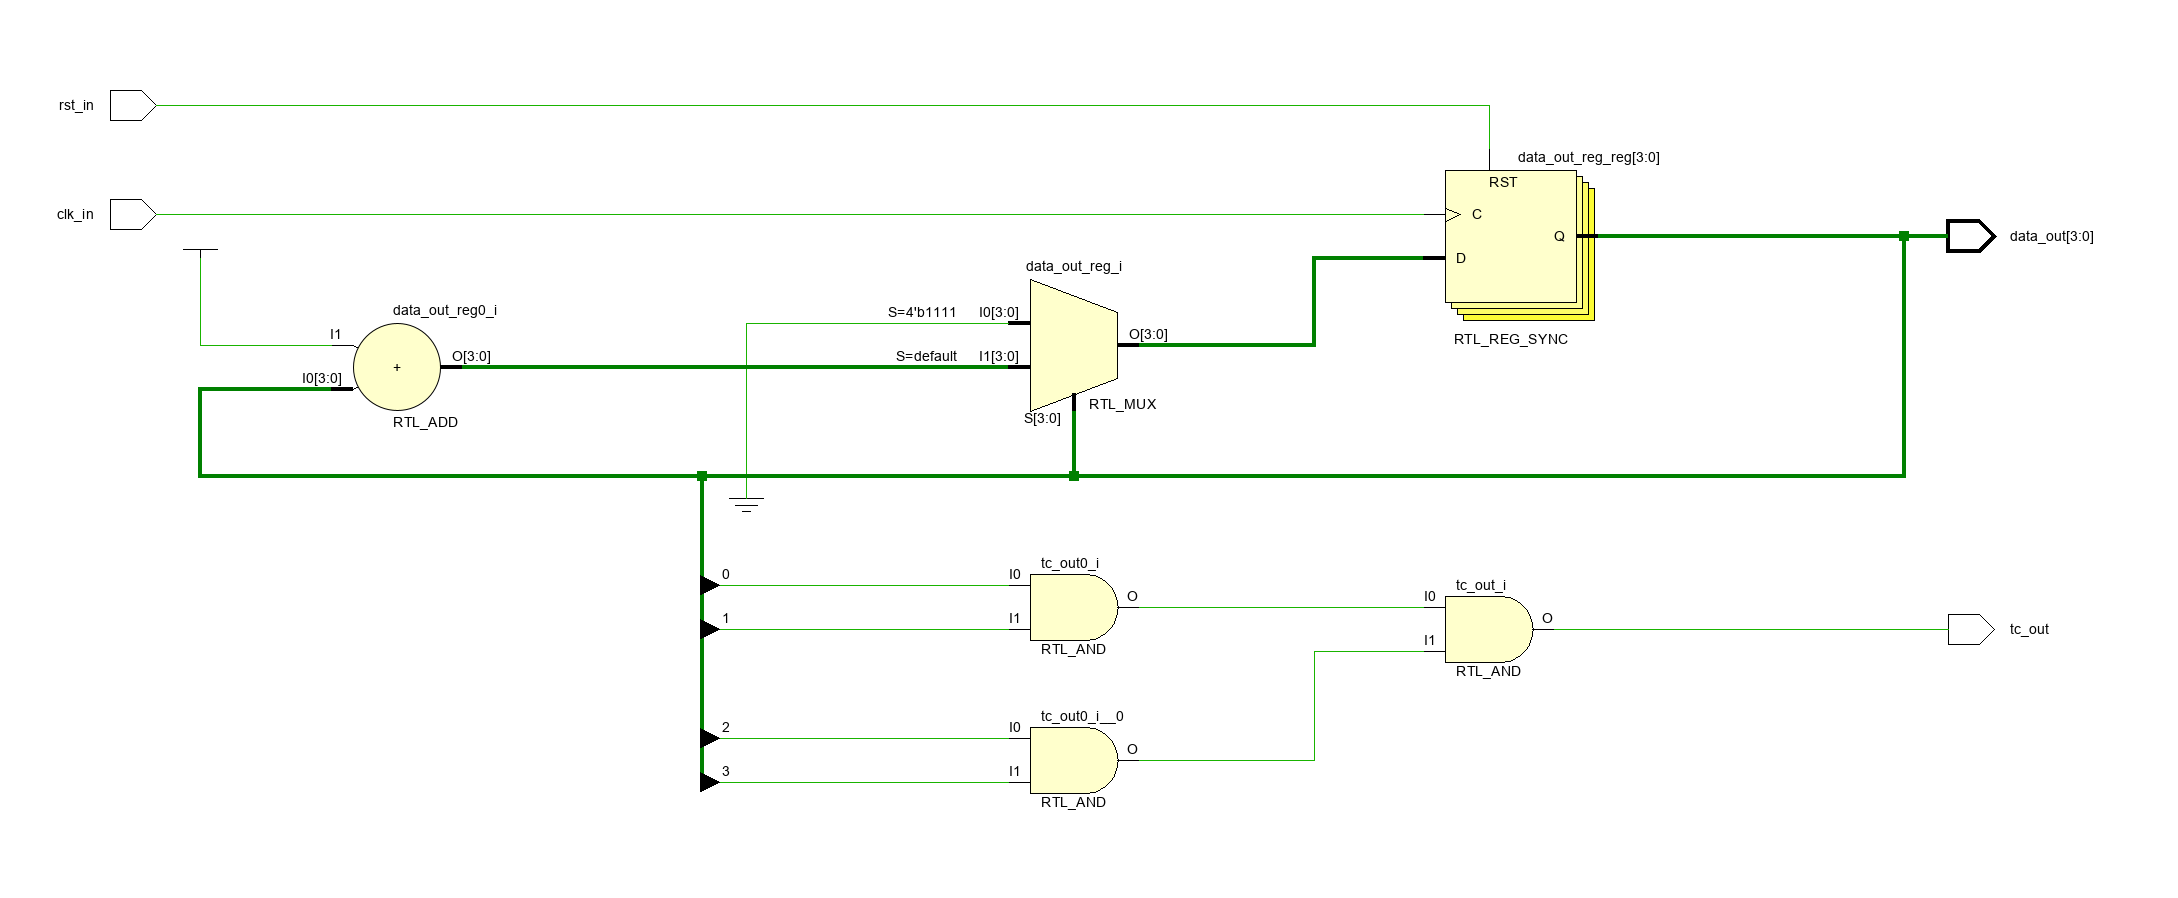 rst_in
data_out_reg_reg[3:0]
RST
clk_in
C
Q
data_out[3:0]
D
data_out_reg_i
data_out_reg0_i
S=4'b1111
I0[3:0]
I1
O[3:0]
RTL_REG_SYNC
O[3:0]
S=default
I1[3:0]
+
I0[3:0]
RTL_MUX
S[3:0]
RTL_ADD
tc_out0_i
0
I0
tc_out_i
O
I0
1
I1
O
tc_out
I1
RTL_AND
RTL_AND
tc_out0_i__0
2
I0
O
3
I1
RTL_AND